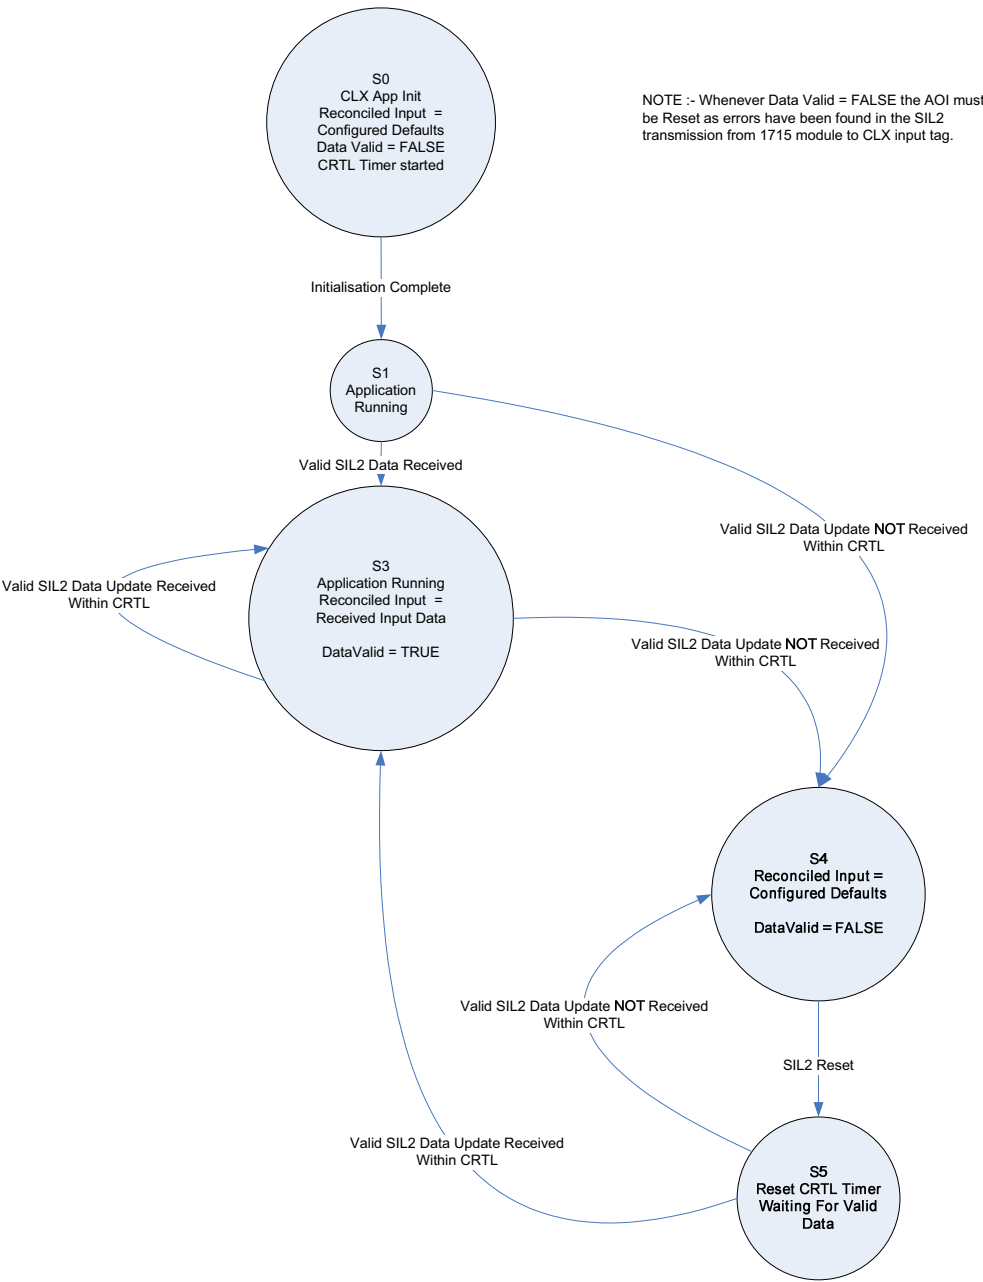 S0
CLX App Init
Reconciled Input =
Configured Defaults
Data Valid = FALSE
CRTL Timer started
NOTE :- Whenever Data Valid = FALSE the AOI must
be Reset as errors have been found in the SIL2
transmission from 1715 module to CLX input tag.
Initialisation Complete
S1
Application
Running
Valid SIL2 Data Received
Valid SIL2 Data Update NOT Received
Within CRTL
Valid SIL2 Data Update Received
Within CRTL
S3
Application Running
Reconciled Input =
Received Input Data
DataValid = TRUE
Valid SIL2 Data Update NOT Received
Within CRTL
S4
Reconciled Input =
Configured Defaults
DataValid = FALSE
Valid SIL2 Data Update NOT Received
Within CRTL
SIL2 Reset
Valid SIL2 Data Update Received
Within CRTL
S5
Reset CRTL Timer
Waiting For Valid
Data